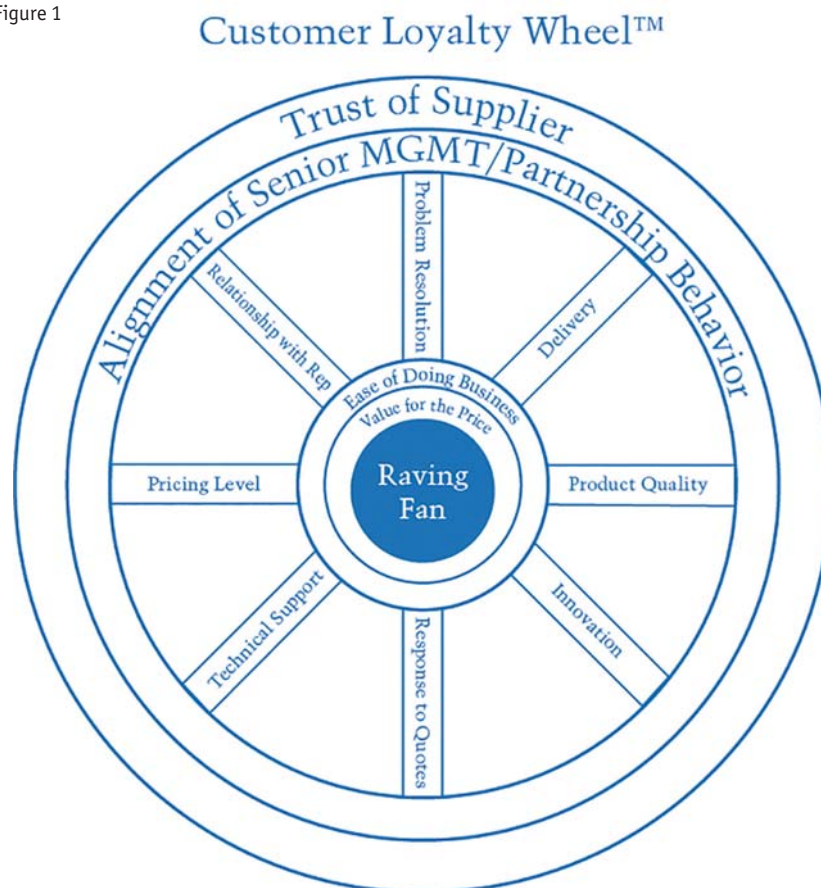 Figure 1
Customer Loyalty Wheel™
Trust of Supplier
Alignment of Senior MGMT/Partnership Behavior
Problem Resolution
Delivery
Product Quality
Innovation
Response to Quotes
Technical Support
Pricing Level
Relationship with Rep
Ease of Doing Business
Value for the Price
Raving
Fan